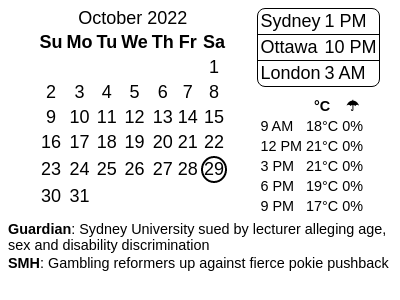 October 2022
Su Mo Tu We Th Fr Sa
1
2 3 4 5 6 7 8
9 10 11 12 13 14 15
16 17 18 19 20 21 22
23 24 25 26 27 28 29
30 31
Sydney 1 PM
Ottawa 10 PM
London 3 AM
°C ☂
9 AM 18°C 0%
12 PM 21°C 0%
3 PM 21°C 0%
6 PM 19°C 0%
9 PM 17°C 0%
Guardian: Sydney University sued by lecturer alleging age,
sex and disability discrimination
SMH: Gambling reformers up against fierce pokie pushback